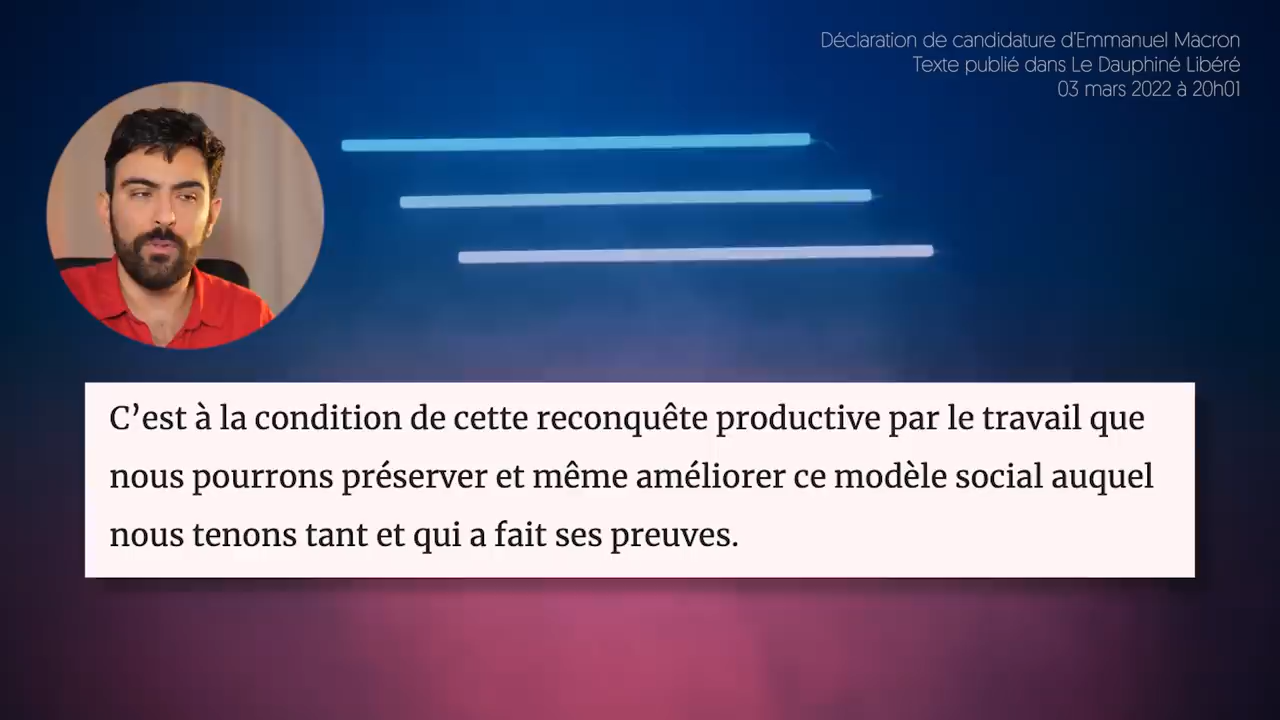 Déclaration de candidature d'Emmanuel Macron
Texte publié dans Le Dauphiné Libéré
03 mars 2022 à 20h01
C’est à la condition de cette reconquête productive par le travail que
nous pourrons préserver et même améliorer ce modèle social auquel
nous tenons tant et qui a fait ses preuves.